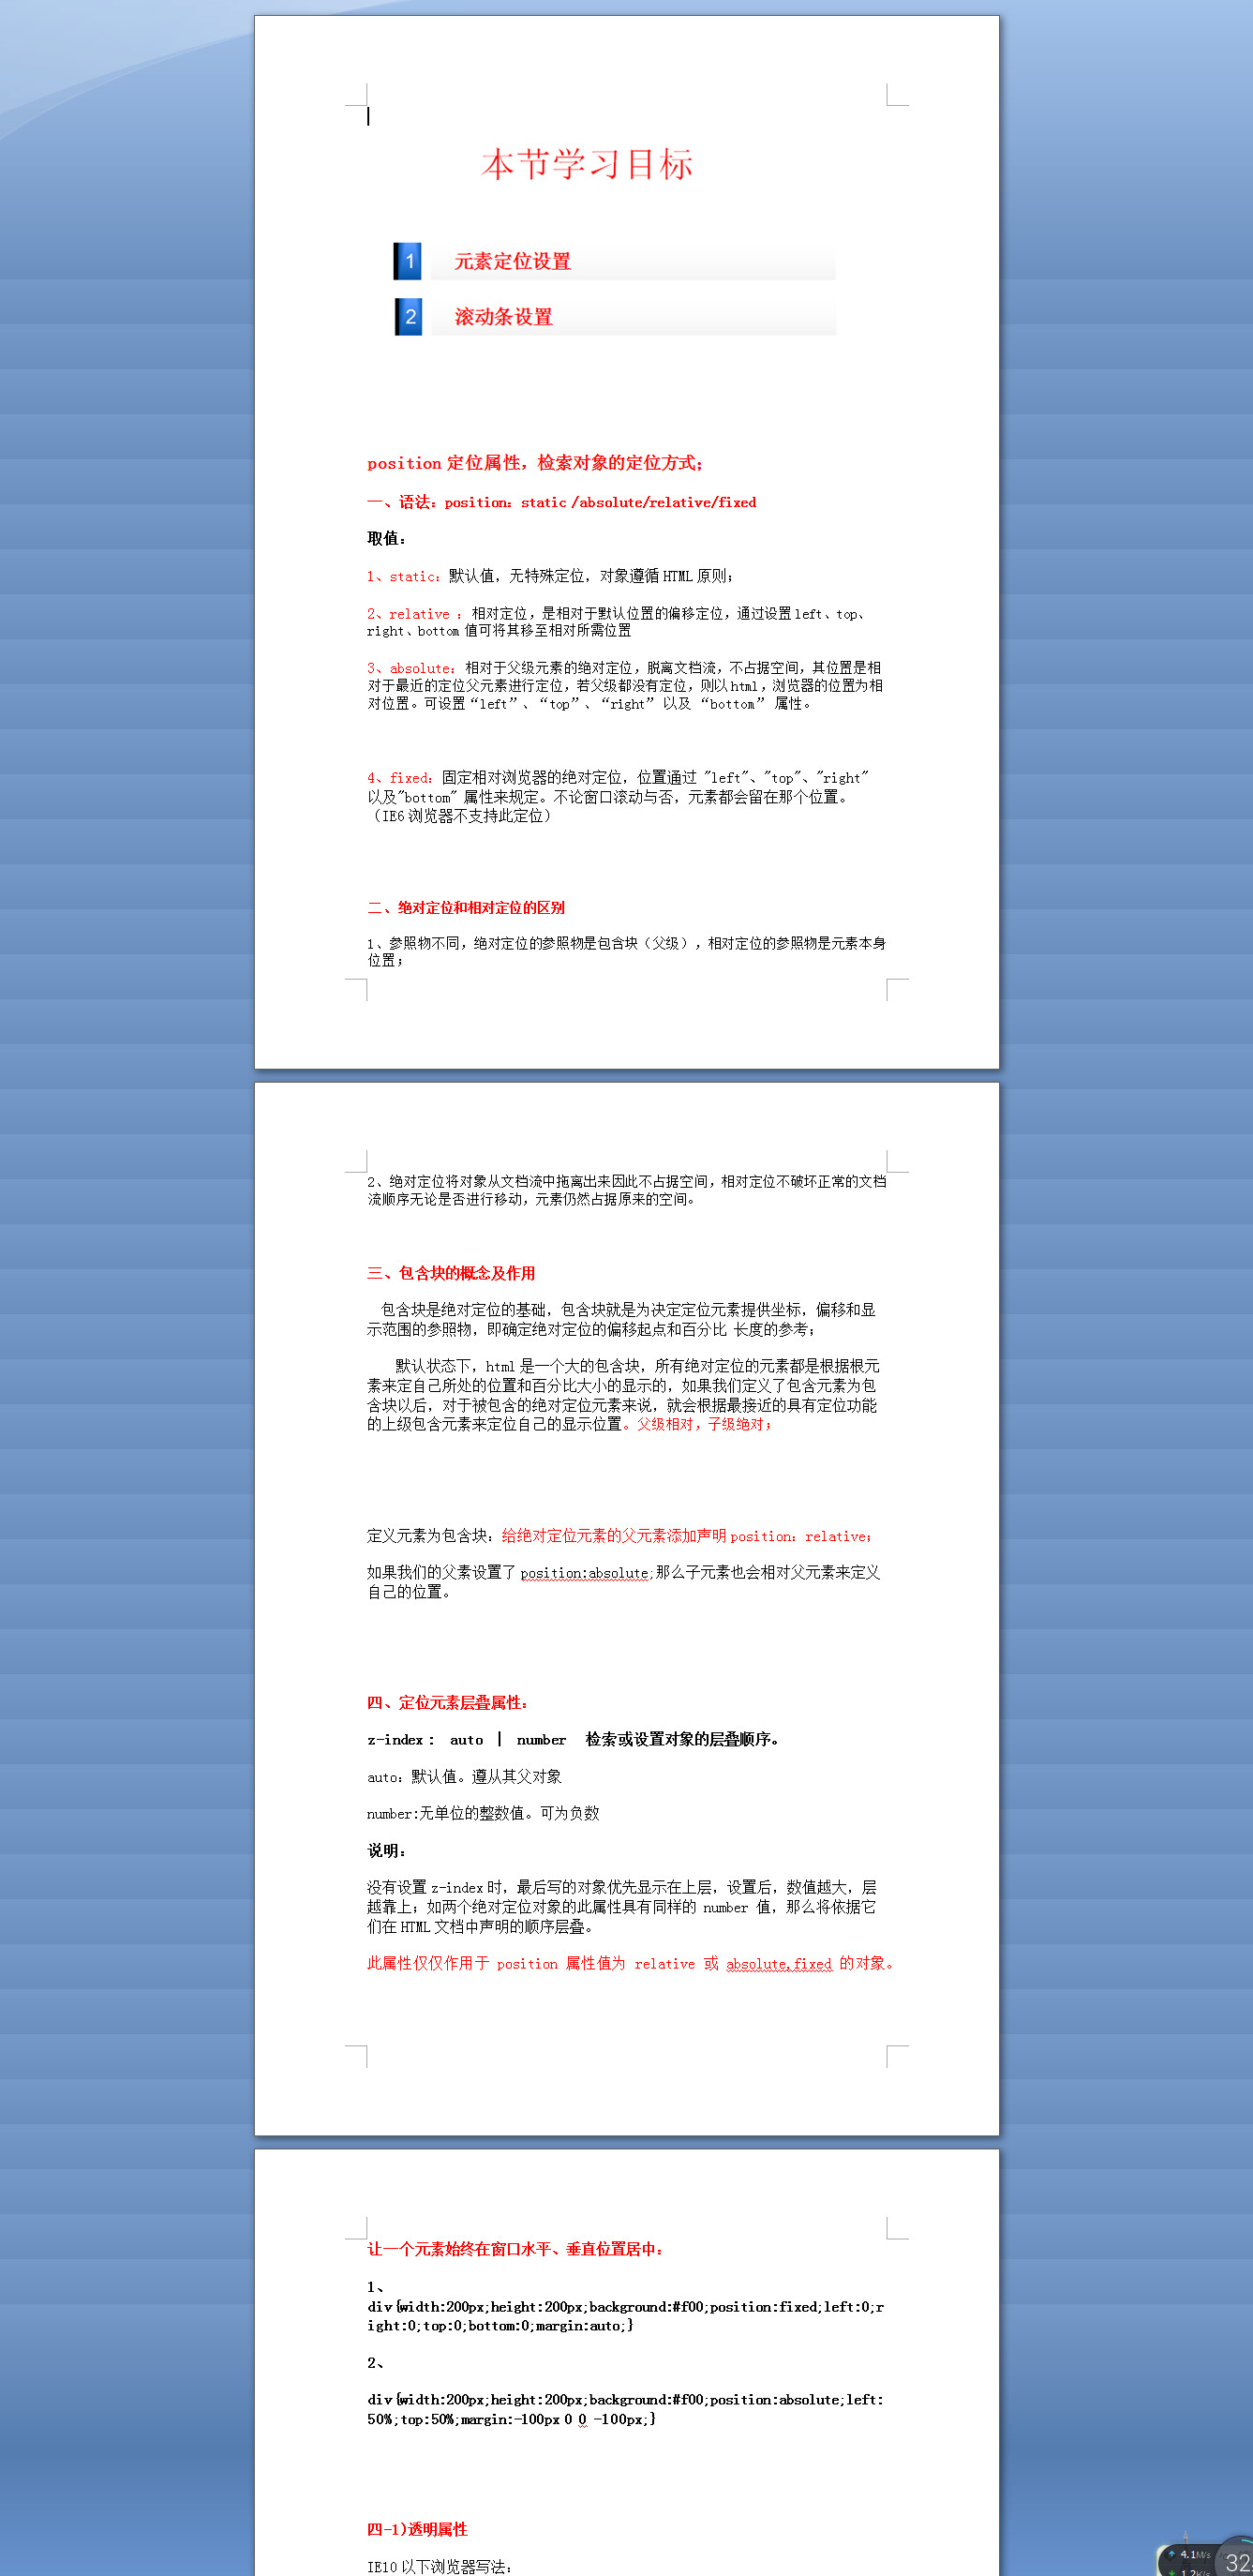 本节学习目标
1 元素定位设置
2 滚动条设置
position 定位属性，检索对象的定位方式；
一、语法：position：static /absolute/relative/fixed
取值：
1、static：默认值，无特殊定位，对象遵循 HTML 原则；
2、relative ：相对定位，是相对于默认位置的偏移定位，通过设置 left、top、
right、bottom 值可将其移至相对所需位置
3、absolute：相对于父级元素的绝对定位，脱离文档流，不占据空间，其位置是相
对于最近的定位父元素进行定位，若父级都没有定位，则以 html，浏览器的位置为相
对位置。可设置“left”、“top”、“right” 以及 “bottom” 属性。
4、fixed：固定相对浏览器的绝对定位，位置通过 "left"、"top"、"right"
以及"bottom" 属性来规定。不论窗口滚动与否，元素都会留在那个位置。
（IE6 浏览器不支持此定位）
二、绝对定位和相对定位的区别
1、参照物不同，绝对定位的参照物是包含块（父级），相对定位的参照物是元素本身
位置；
2、绝对定位将对象从文档流中拖离出来因此不占据空间，相对定位不破坏正常的文档
流顺序无论是否进行移动，元素仍然占据原来的空间。
三、包含块的概念及作用
包含块是绝对定位的基础，包含块就是为决定定位元素提供坐标，偏移和显
示范围的参照物，即确定绝对定位的偏移起点和百分比 长度的参考；
默认状态下，html 是一个大的包含块，所有绝对定位的元素都是根据根元
素来定自己所处的位置和百分比大小的显示的，如果我们定义了包含元素为包
含块以后，对于被包含的绝对定位元素来说，就会根据最接近的具有定位功能
的上级包含元素来定位自己的显示位置。父级相对，子级绝对；
定义元素为包含块：给绝对定位元素的父元素添加声明 position：relative；
如果我们的父素设置了 position:absolute;那么子元素也会相对父元素来定义
自己的位置。
四、定位元素层叠属性：
z-index： auto | number 检索或设置对象的层叠顺序。
auto：默认值。遵从其父对象
number:无单位的整数值。可为负数
说明：
没有设置 z-index 时，最后写的对象优先显示在上层，设置后，数值越大，层
越靠上；如两个绝对定位对象的此属性具有同样的 number 值，那么将依据它
们在 HTML 文档中声明的顺序层叠。
此属性仅仅作用于 position 属性值为 relative 或 absolute,fixed 的对象。
让一个元素始终在窗口水平、垂直位置居中：
1、
div{width:200px;height:200px;background:#f00;position:fixed;left:0;r
ight:0;top:0;bottom:0;margin:auto;}
2、
div{width:200px;height:200px;background:#f00;position:absolute;left:
50%;top:50%;margin:-100px 0 0 -100px;}
四-1)透明属性
IE10 以下浏览器写法：
4.1M/s
1.2K/s
32